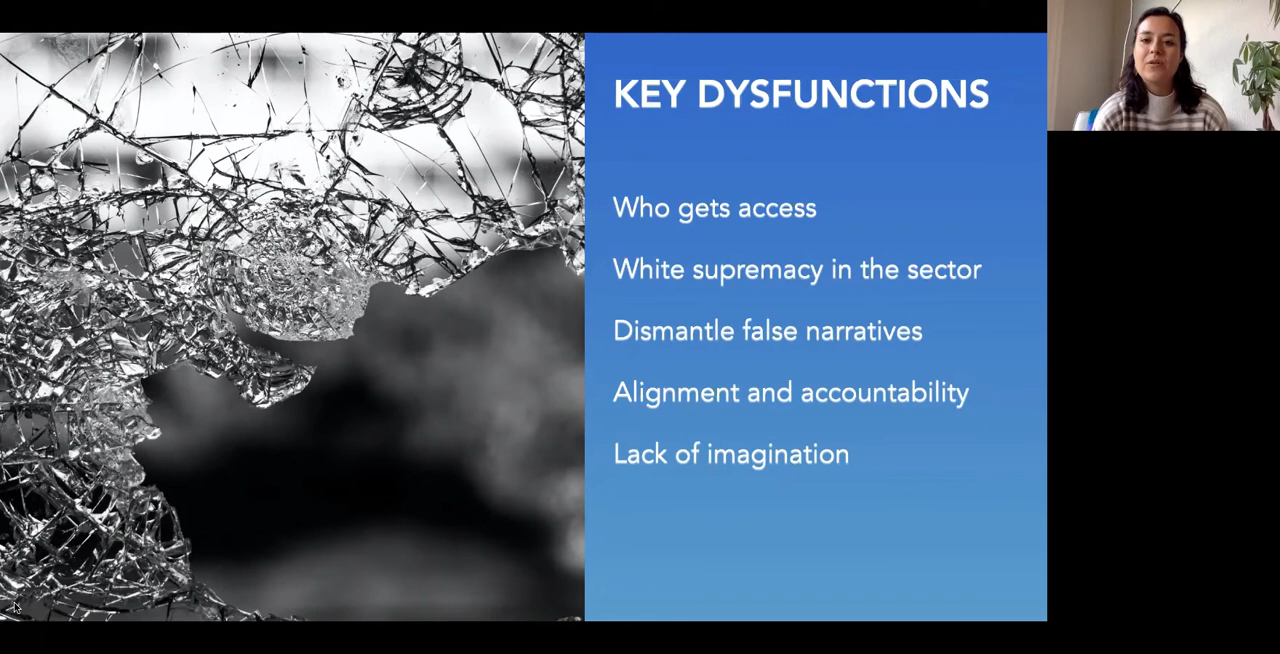 KEY DYSFUNCTIONS
Who gets access
White supremacy in the sector
Dismantle false narratives
Alignment and accountability
Lack of imagination